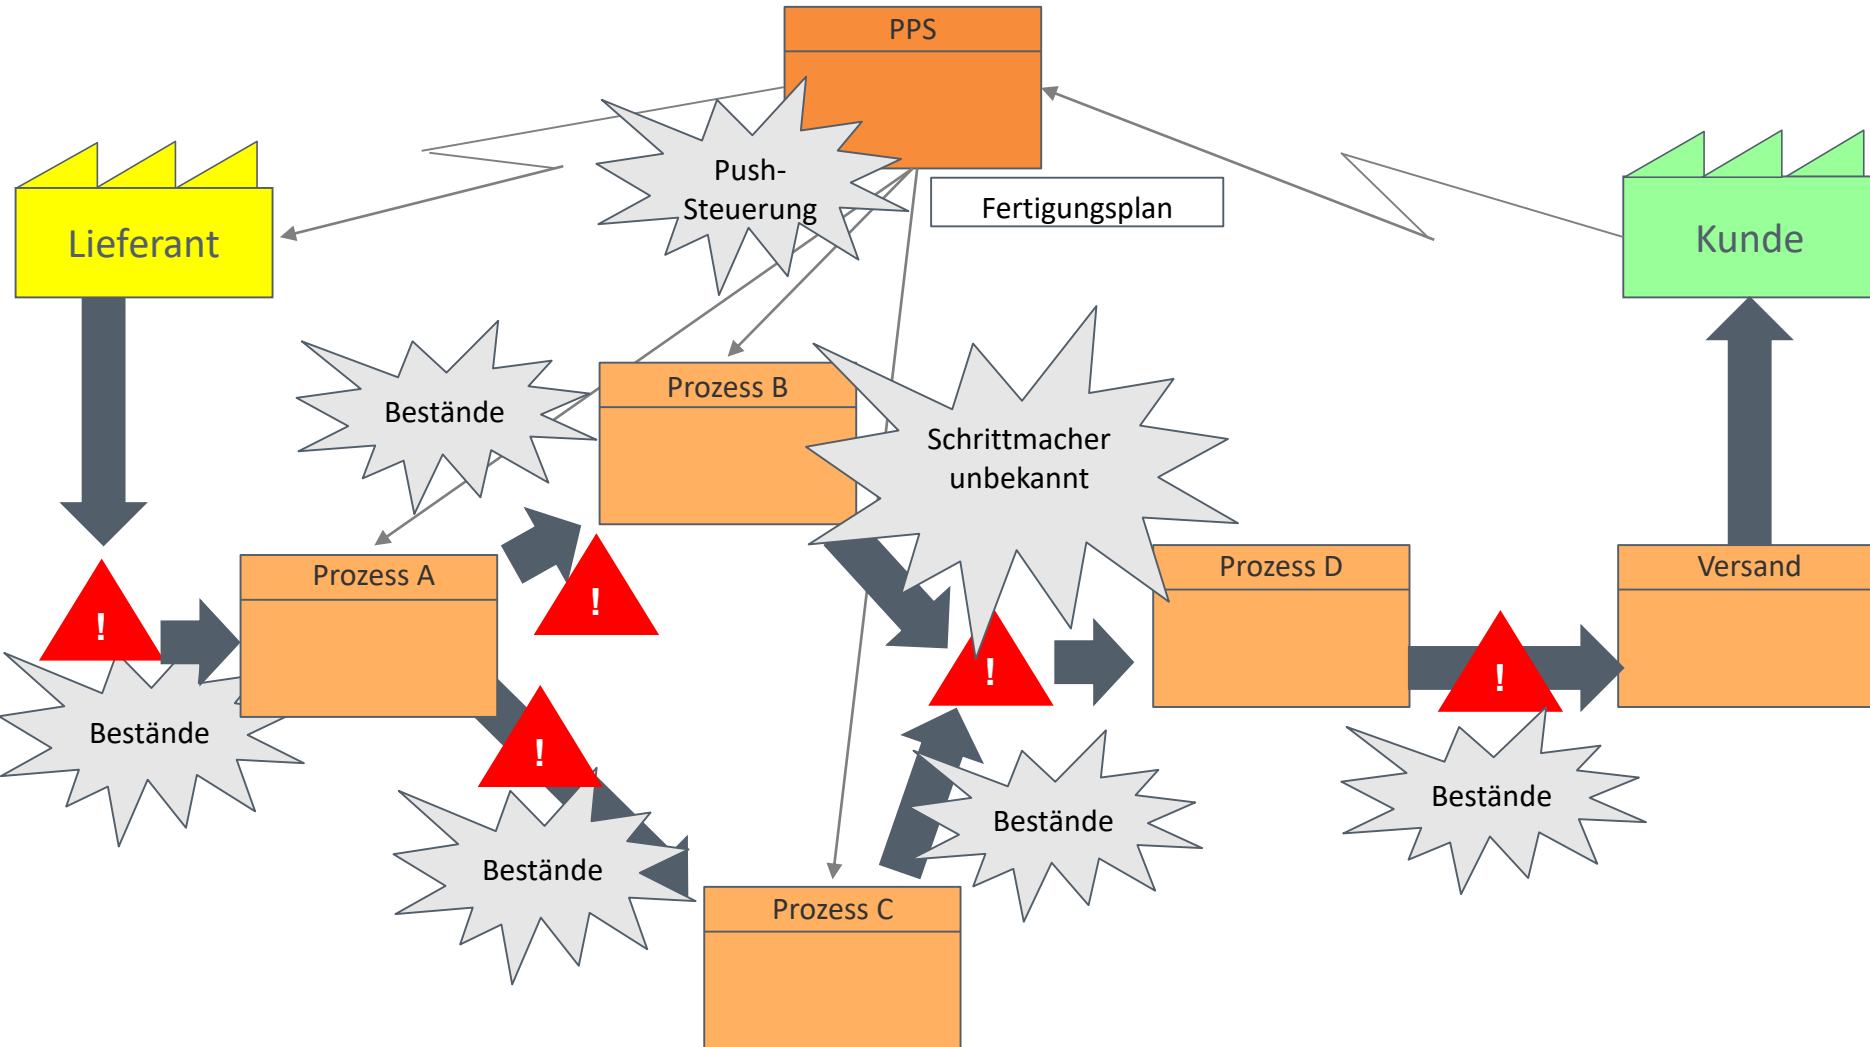 PPS
Push-
Steuerung
Fertigungsplan
Lieferant
Kunde
Bestände
Prozess B
Schrittmacher
unbekannt
Prozess A
Prozess D
Versand
!
!
!
!
!
Bestände
Bestände
Bestände
Bestände
Prozess C